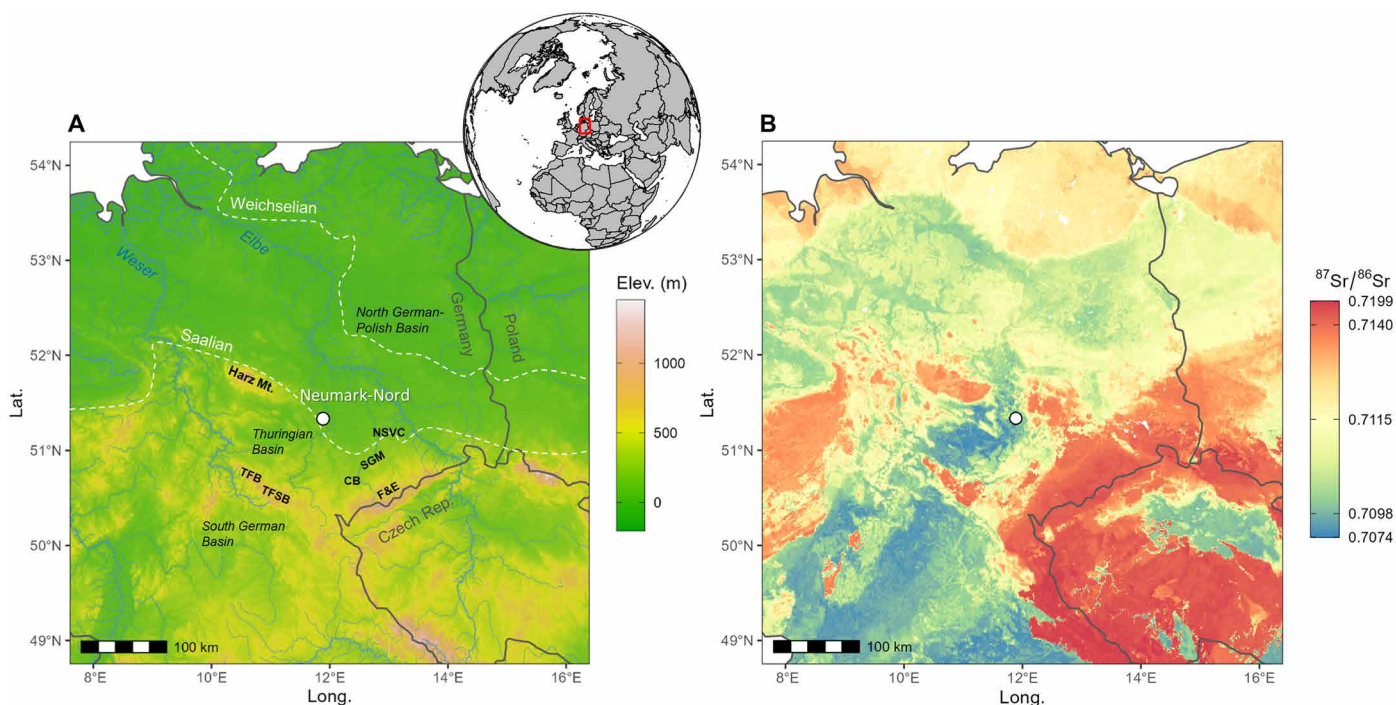 A
54°N
53°N
52°N
51°N
50°N
49°N
Lat.
Weichselian
Elbe
Weser
North German-
Polish Basin
Germany
Poland
Saalian
Harz Mt.
Neumark-Nord
Thuringian
Basin
NSVC
SGM
CB
TFB
TFSB
F&E
South German
Basin
Czech Rep.
100 km
8°E
10°E
12°E
14°E
16°E
Long.
Elev. (m)
1000
500
0
B
54°N
53°N
52°N
51°N
50°N
49°N
Lat.
100 km
8°E
10°E
12°E
14°E
16°E
Long.
⁸⁷Sr/⁸⁶Sr
0.7199
0.7140
0.7115
0.7098
0.7074